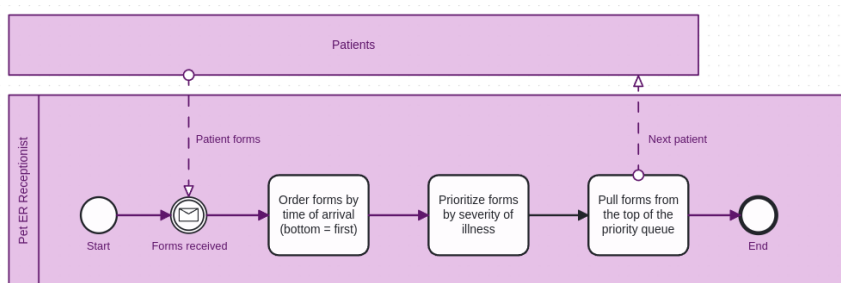 Patients
Patient forms
Next patient
Pet ER Receptionist
Order forms by
time of arrival
(bottom = first)
Prioritize forms
by severity of
illness
Pull forms from
the top of the
priority queue
Start
Forms received
End